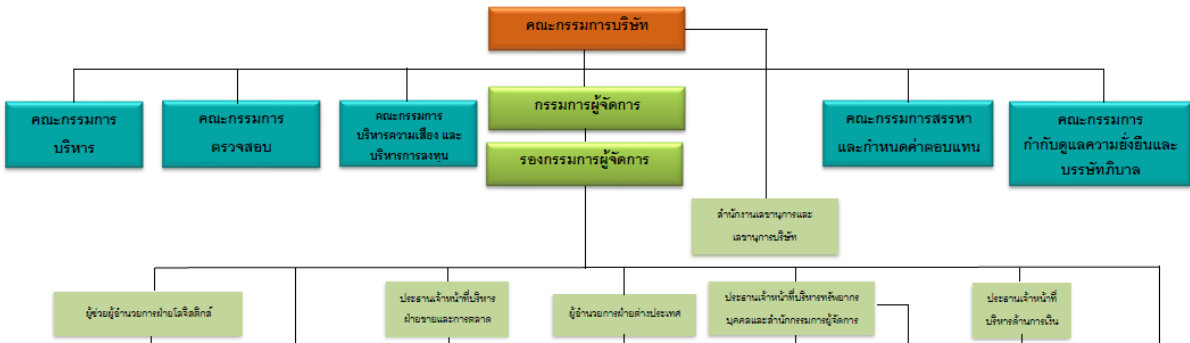 คณะกรรมการบริษัท
คณะกรรมการ
บริหาร
คณะกรรมการ
ตรวจสอบ
คณะกรรมการ
บริหารความเสี่ยง และ
บริหารการลงทุน
กรรมการผู้จัดการ
รองกรรมการผู้จัดการ
คณะกรรมการสรรหา
และกำหนดค่าตอบแทน
คณะกรรมการ
กำกับดูแลความยั่งยืนและ
บรรษัทภิบาล
สำนักงานเลขานุการและ
เลขานุการบริษัท
ผู้ช่วยผู้อำนวยการฝ่ายโลจิสติกส์
ประธานเจ้าหน้าที่บริหาร
ฝ่ายขายและการตลาด
ผู้อำนวยการฝ่ายต่างประเทศ
ประธานเจ้าหน้าที่บริหารทรัพยากร
บุคคลและสำนักกรรมการผู้จัดการ
ประธานเจ้าหน้าที่
บริหารด้านการเงิน